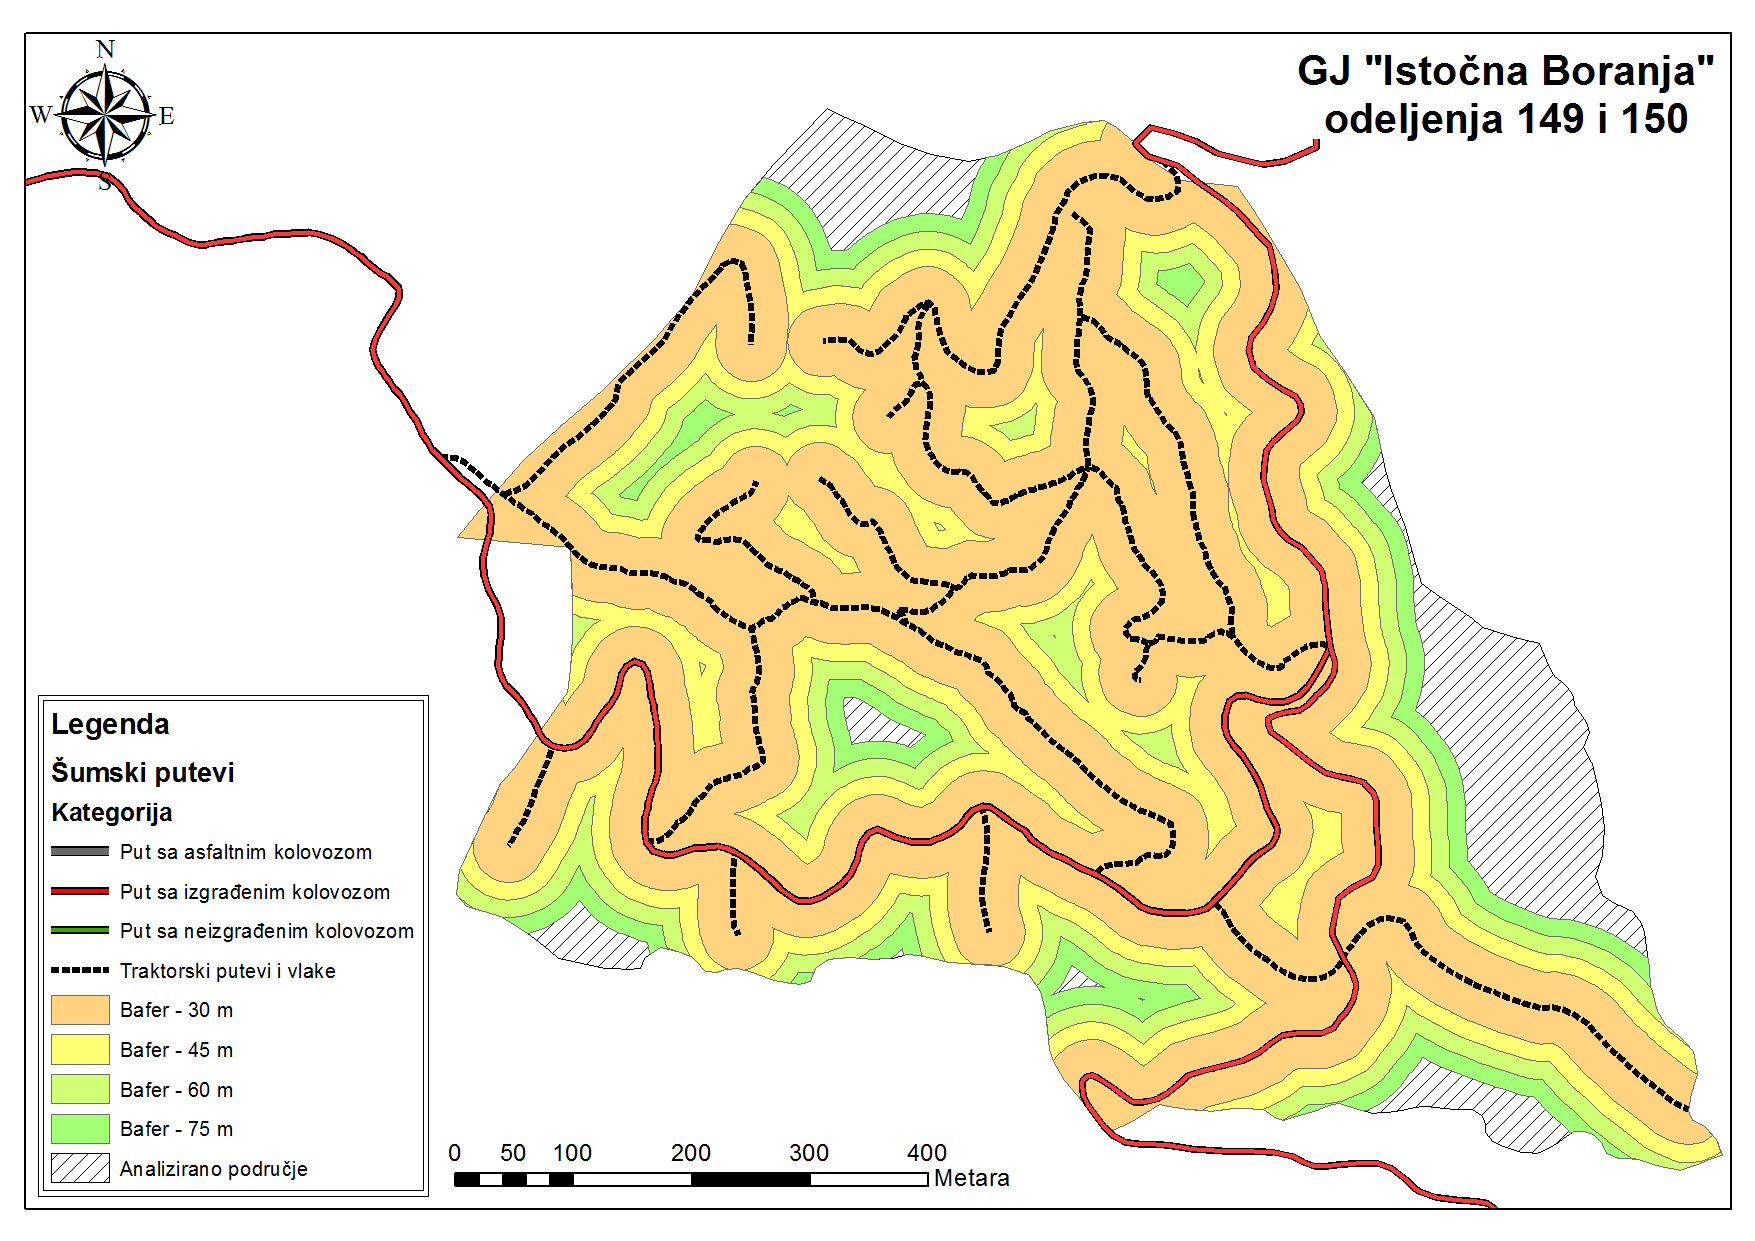 N
W
E
S
GJ "Istočna Boranja"
odeljenja 149 i 150
Legenda
Šumski putevi
Kategorija
Put sa asfaltnim kolovozom
Put sa izgrađenim kolovozom
Put sa neizgrađenim kolovozom
Traktorski putevi i vlake
Bafer - 30 m
Bafer - 45 m
Bafer - 60 m
Bafer - 75 m
Analizirano područje
0 50 100 200 300 400
Metara